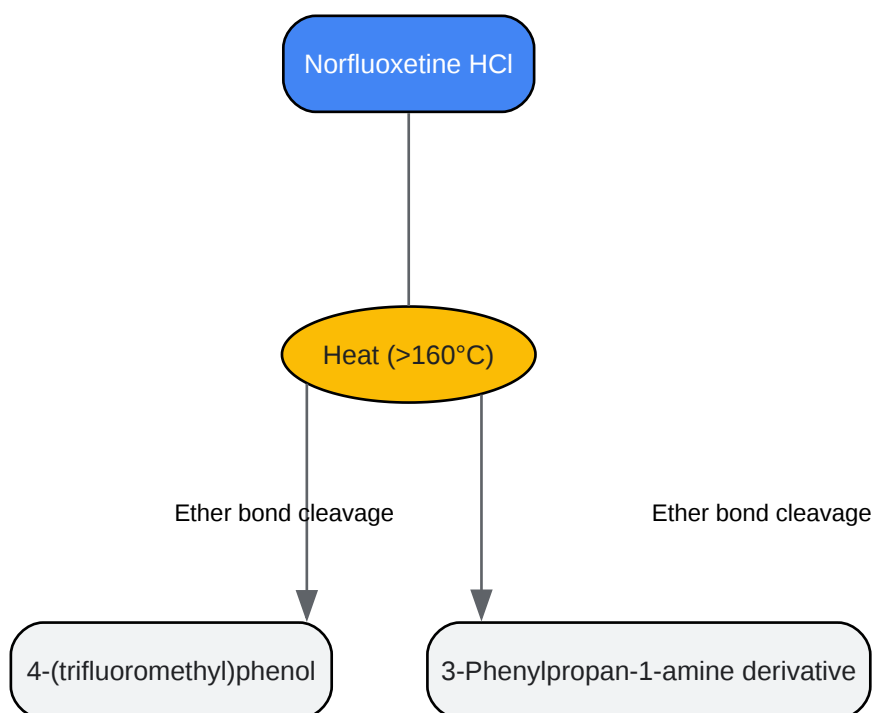 Norfluoxetine HCl
Heat (>160°C)
Ether bond cleavage
Ether bond cleavage
4-(trifluoromethyl)phenol
3-Phenylpropan-1-amine derivative